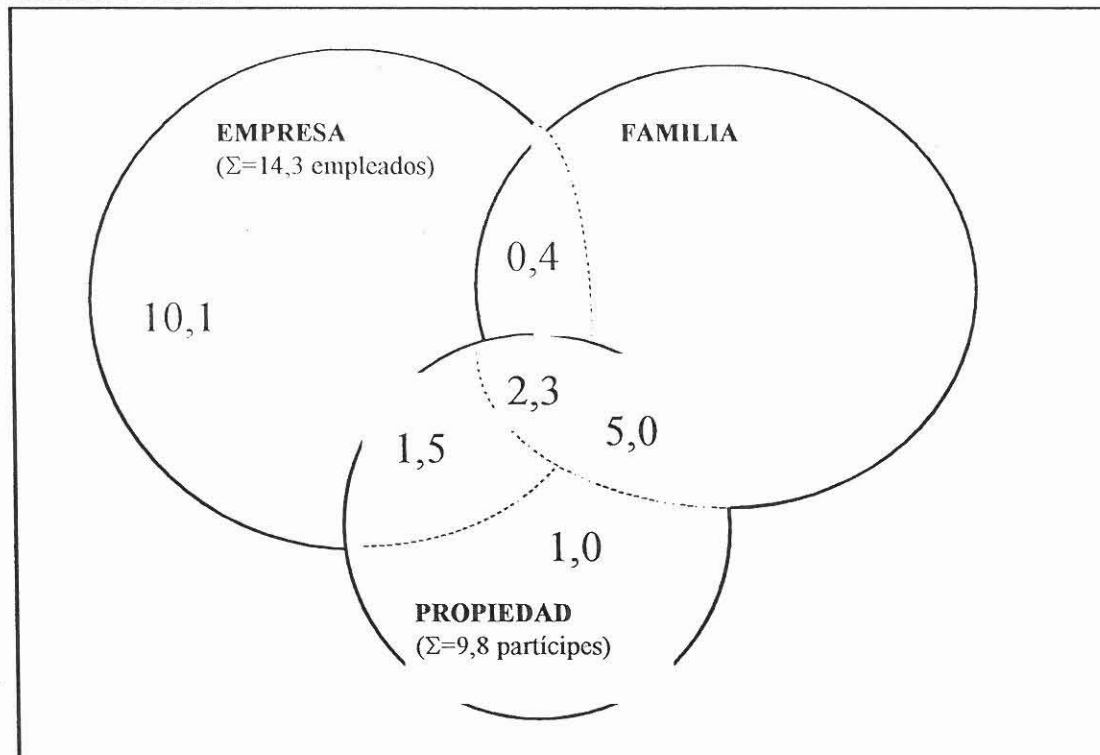 EMPRESA
(Σ=14,3 empleados)
FAMILIA
0,4
10,1
2,3
1,5
5,0
1,0
PROPIEDAD
(Σ=9,8 partícipes)